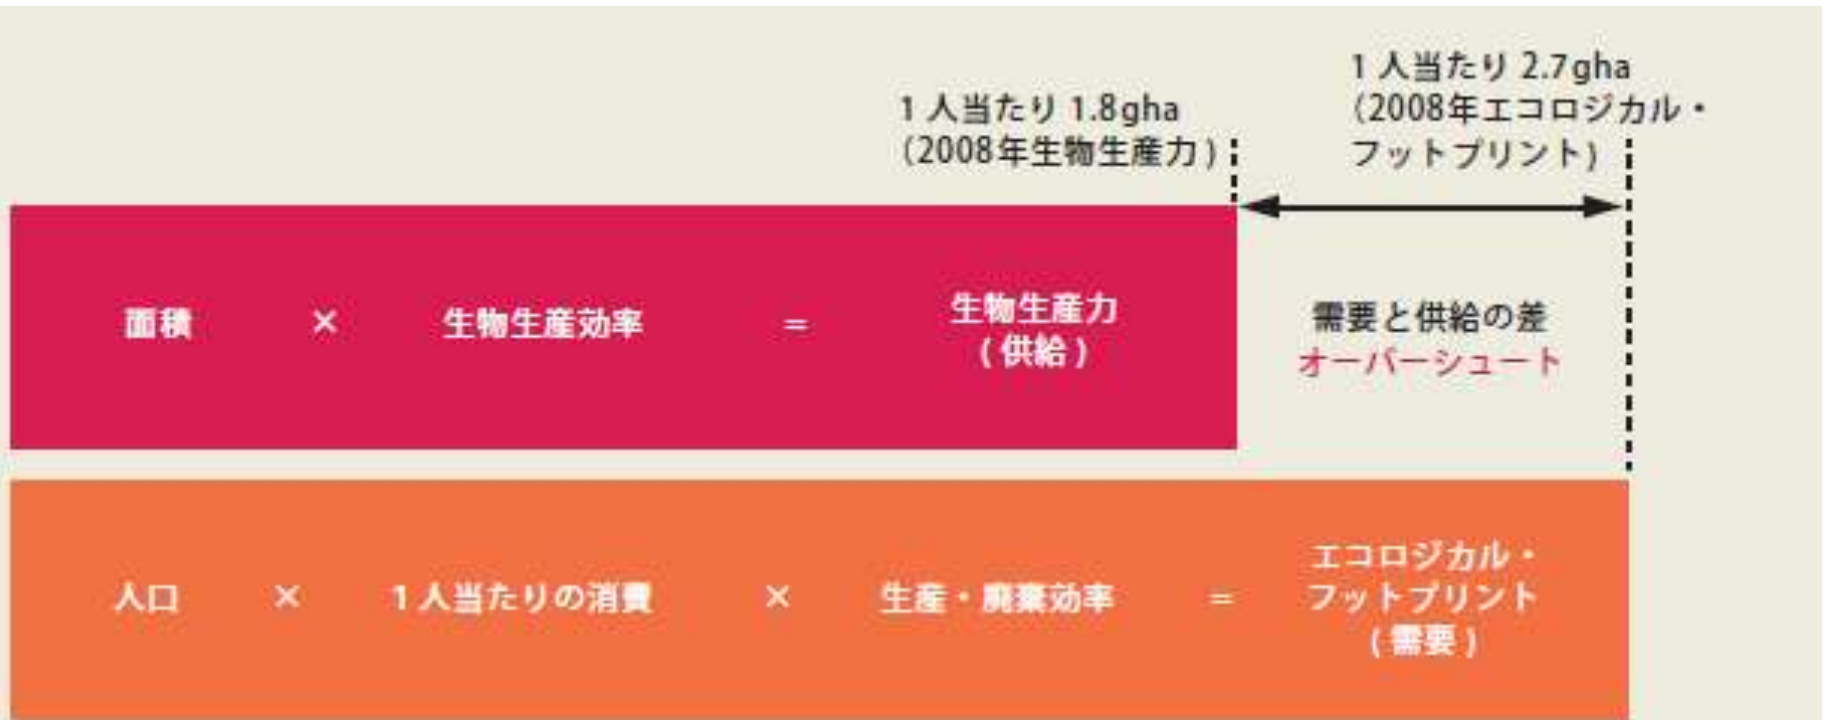 1人当たり 2.7gha
(2008年エコロジカル・
フットプリント)
1人当たり 1.8gha
(2008年生物生産力)
面積 × 生物生産効率 = 生物生産力
(供給)
需要と供給の差
オーバーシュート
人口 × 1人当たりの消費 × 生産・廃棄効率 = エコロジカル・
フットプリント
(需要)